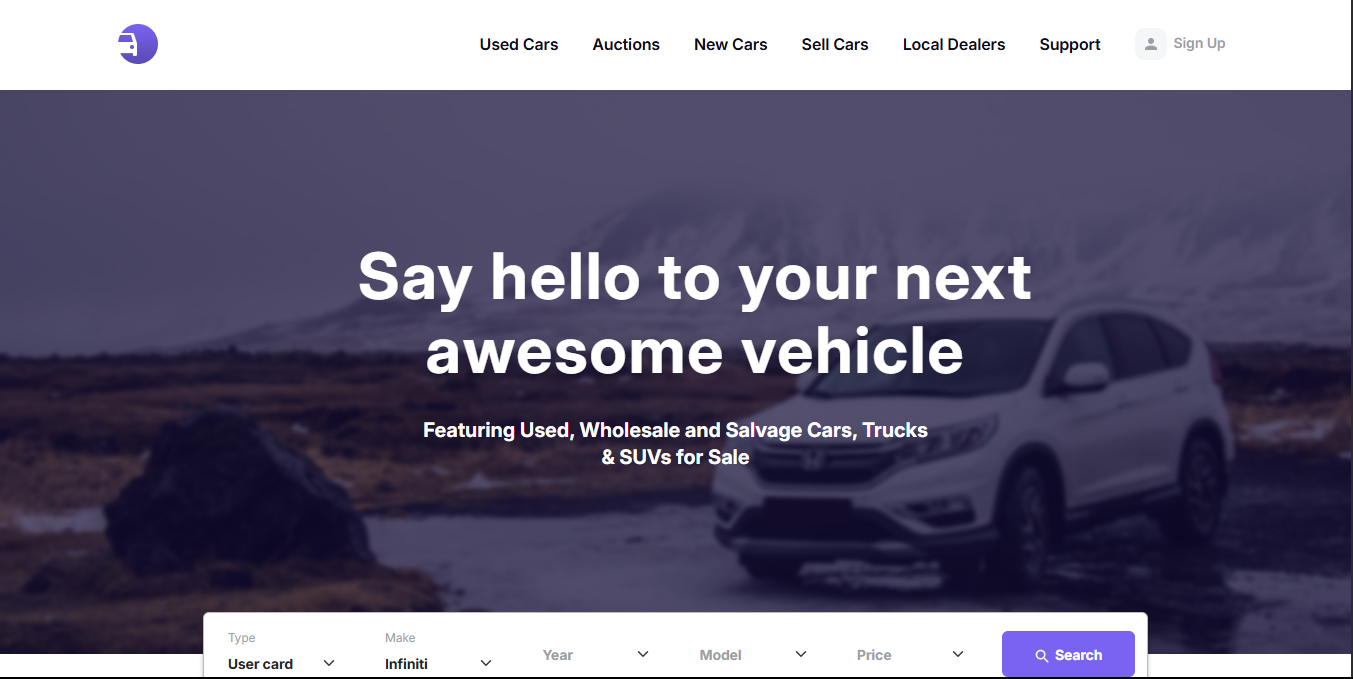 Used Cars Auctions New Cars Sell Cars Local Dealers Support Sign Up
Say hello to your next
awesome vehicle
Featuring Used, Wholesale and Salvage Cars, Trucks
& SUVs for Sale
Type Make
User card Infiniti Year Model Price Search